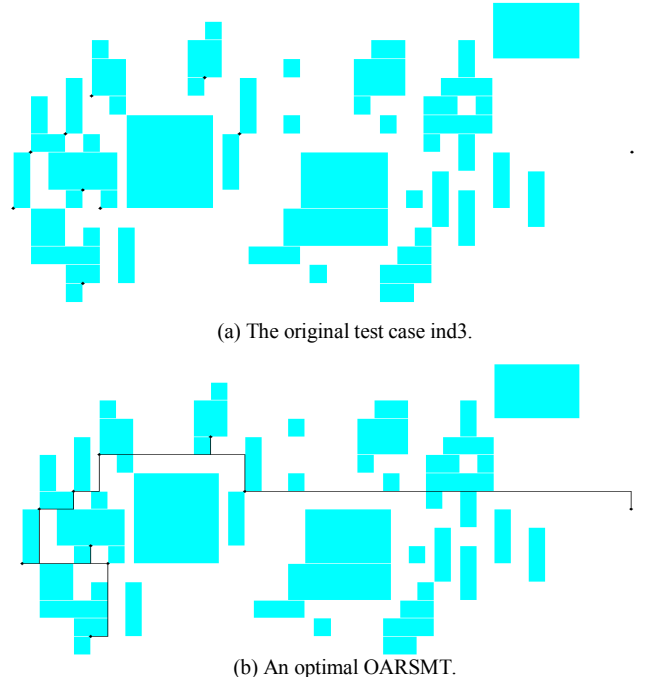 (a) The original test case ind3.
(b) An optimal OARSMT.